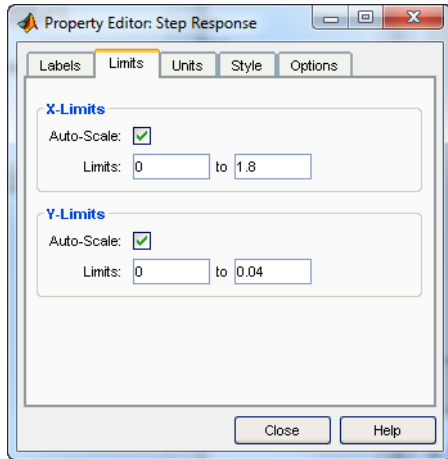 Property Editor: Step Response
Labels Limits Units Style Options
X-Limits
Auto-Scale:
Limits: 0 to 1.8
Y-Limits
Auto-Scale:
Limits: 0 to 0.04
Close Help